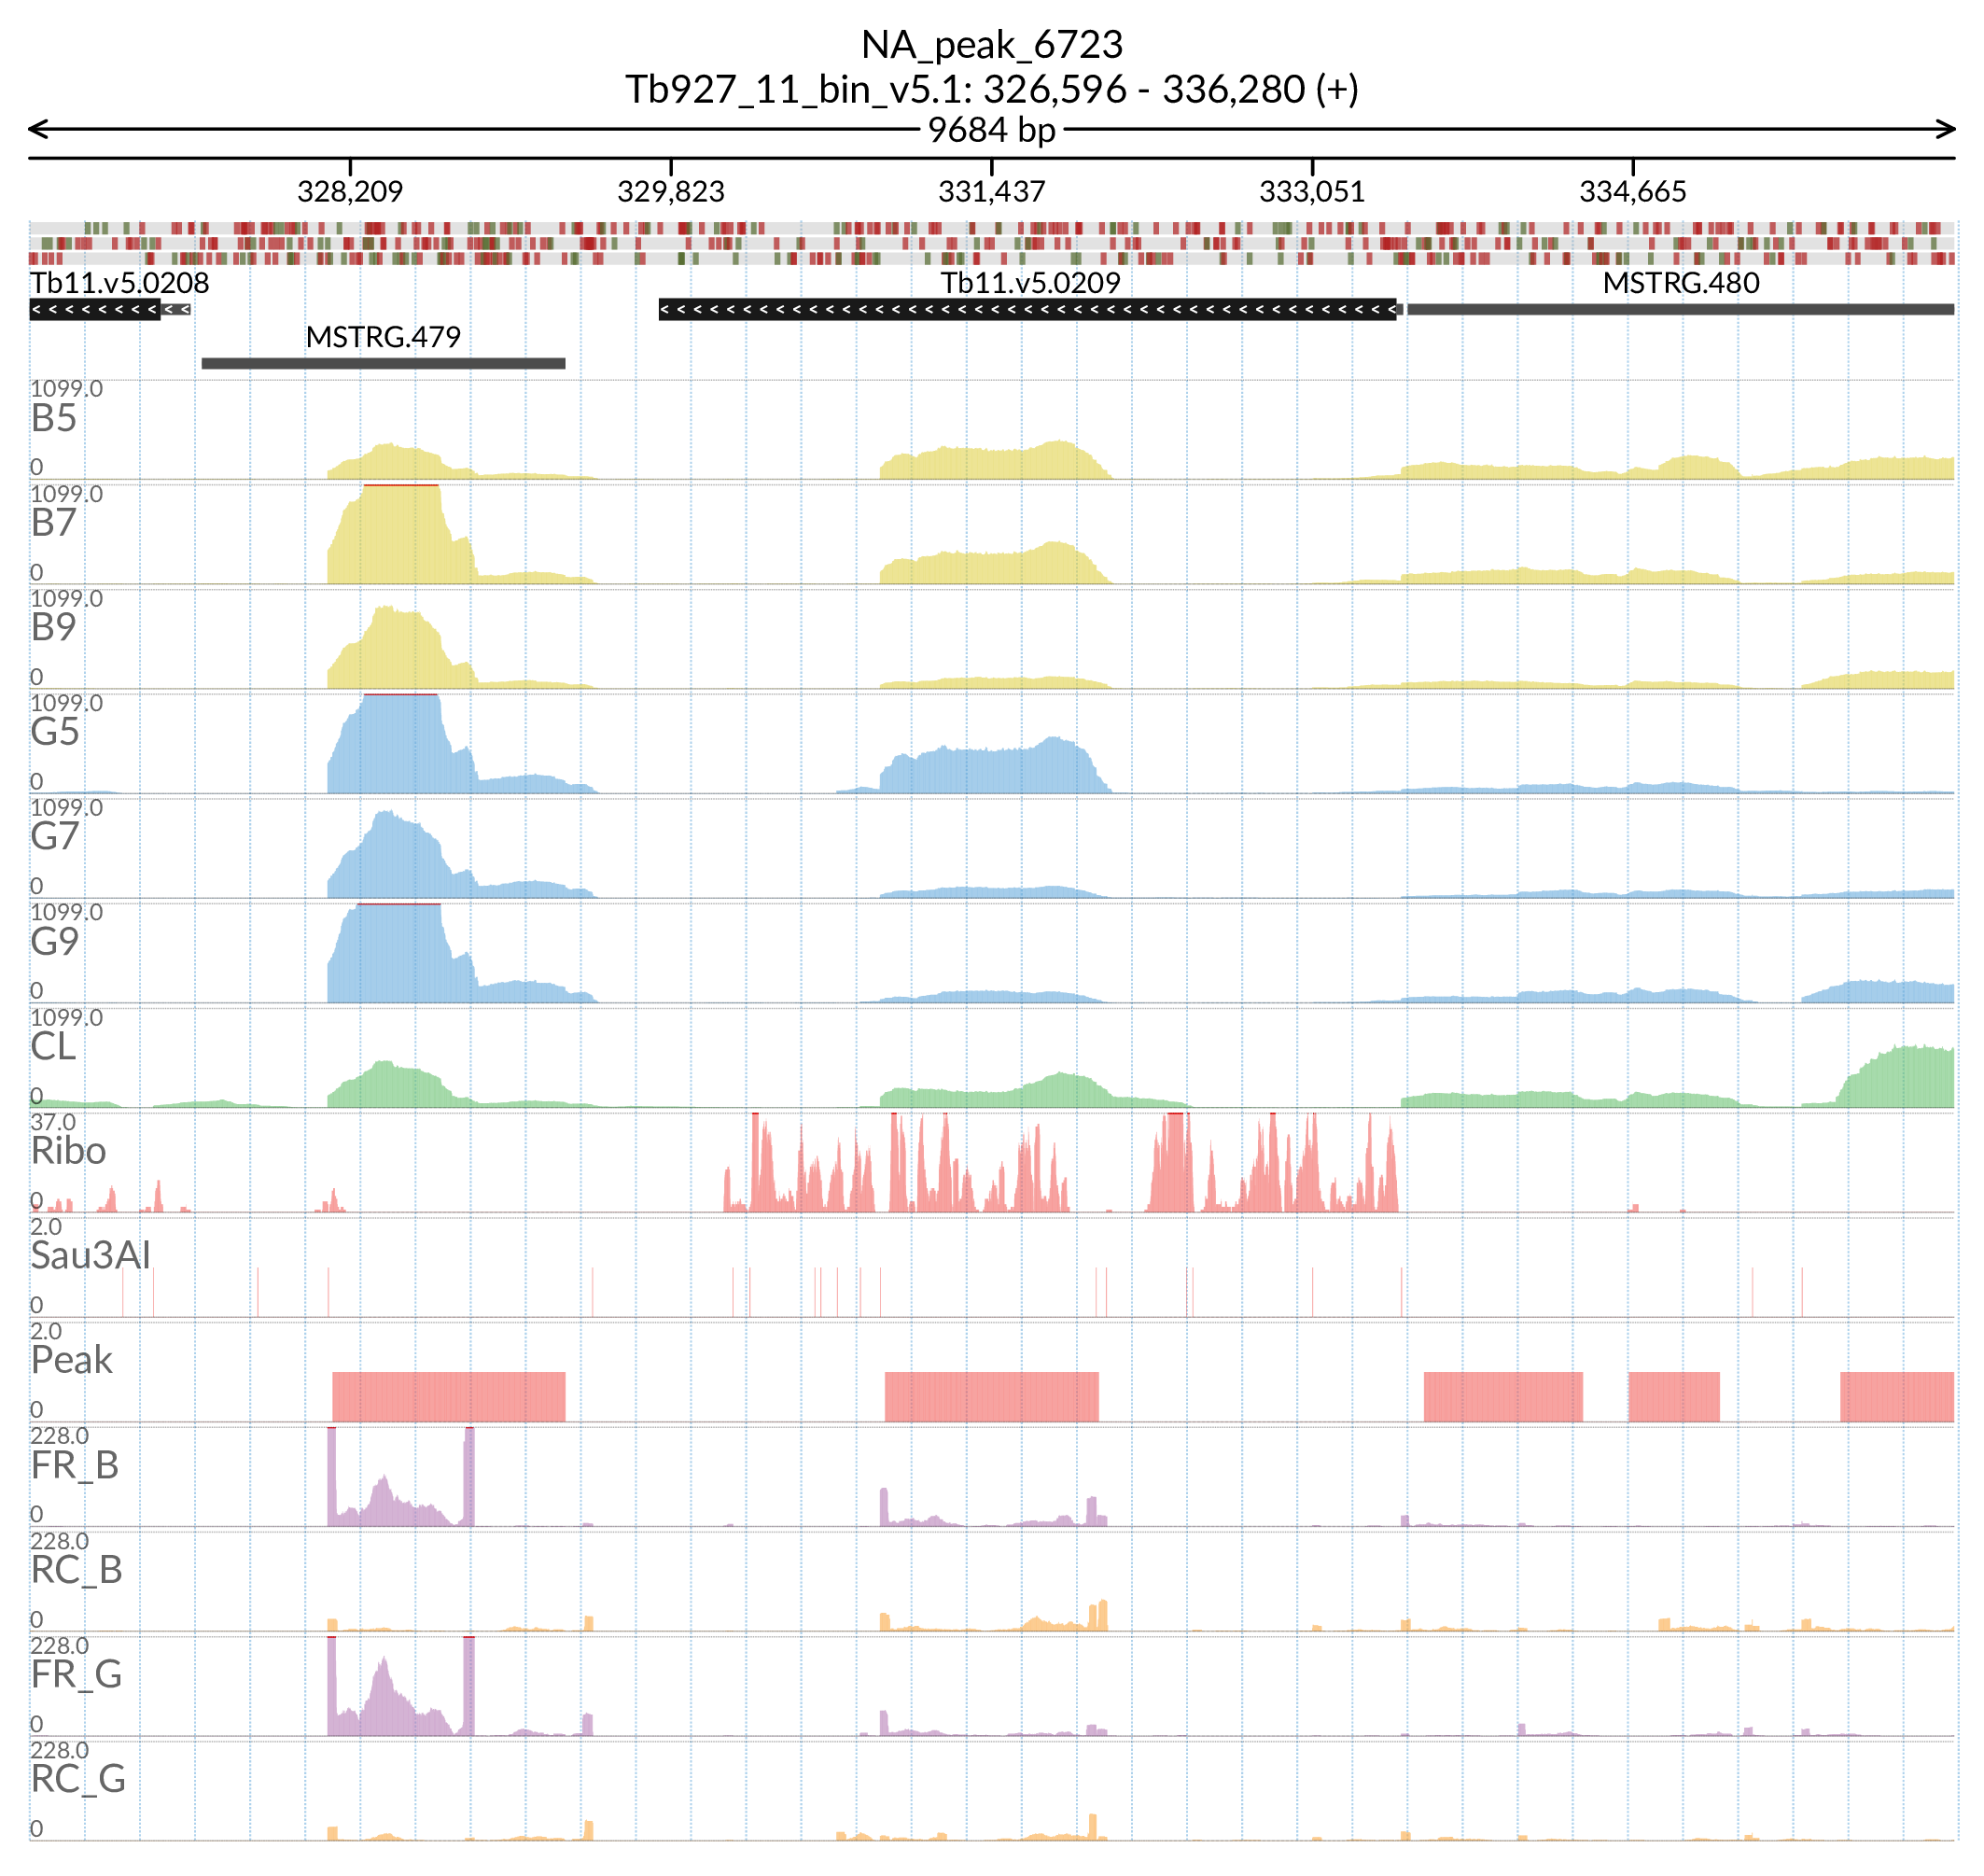 NA_peak_6723
Tb927_11_bin_v5.1: 326,596 - 336,280 (+)
9684 bp
328,209 329,823 331,437 333,051 334,665
Tb11.v5.0208 Tb11.v5.0209 MSTRG.480
MSTRG.479
1099.0
B5
0
1099.0
B7
0
1099.0
B9
0
1099.0
G5
0
1099.0
G7
0
1099.0
G9
0
1099.0
CL
0
37.0
Ribo
0
2.0
Sau3AI
0
2.0
Peak
0
228.0
FR_B
0
228.0
RC_B
0
228.0
FR_G
0
228.0
RC_G
0